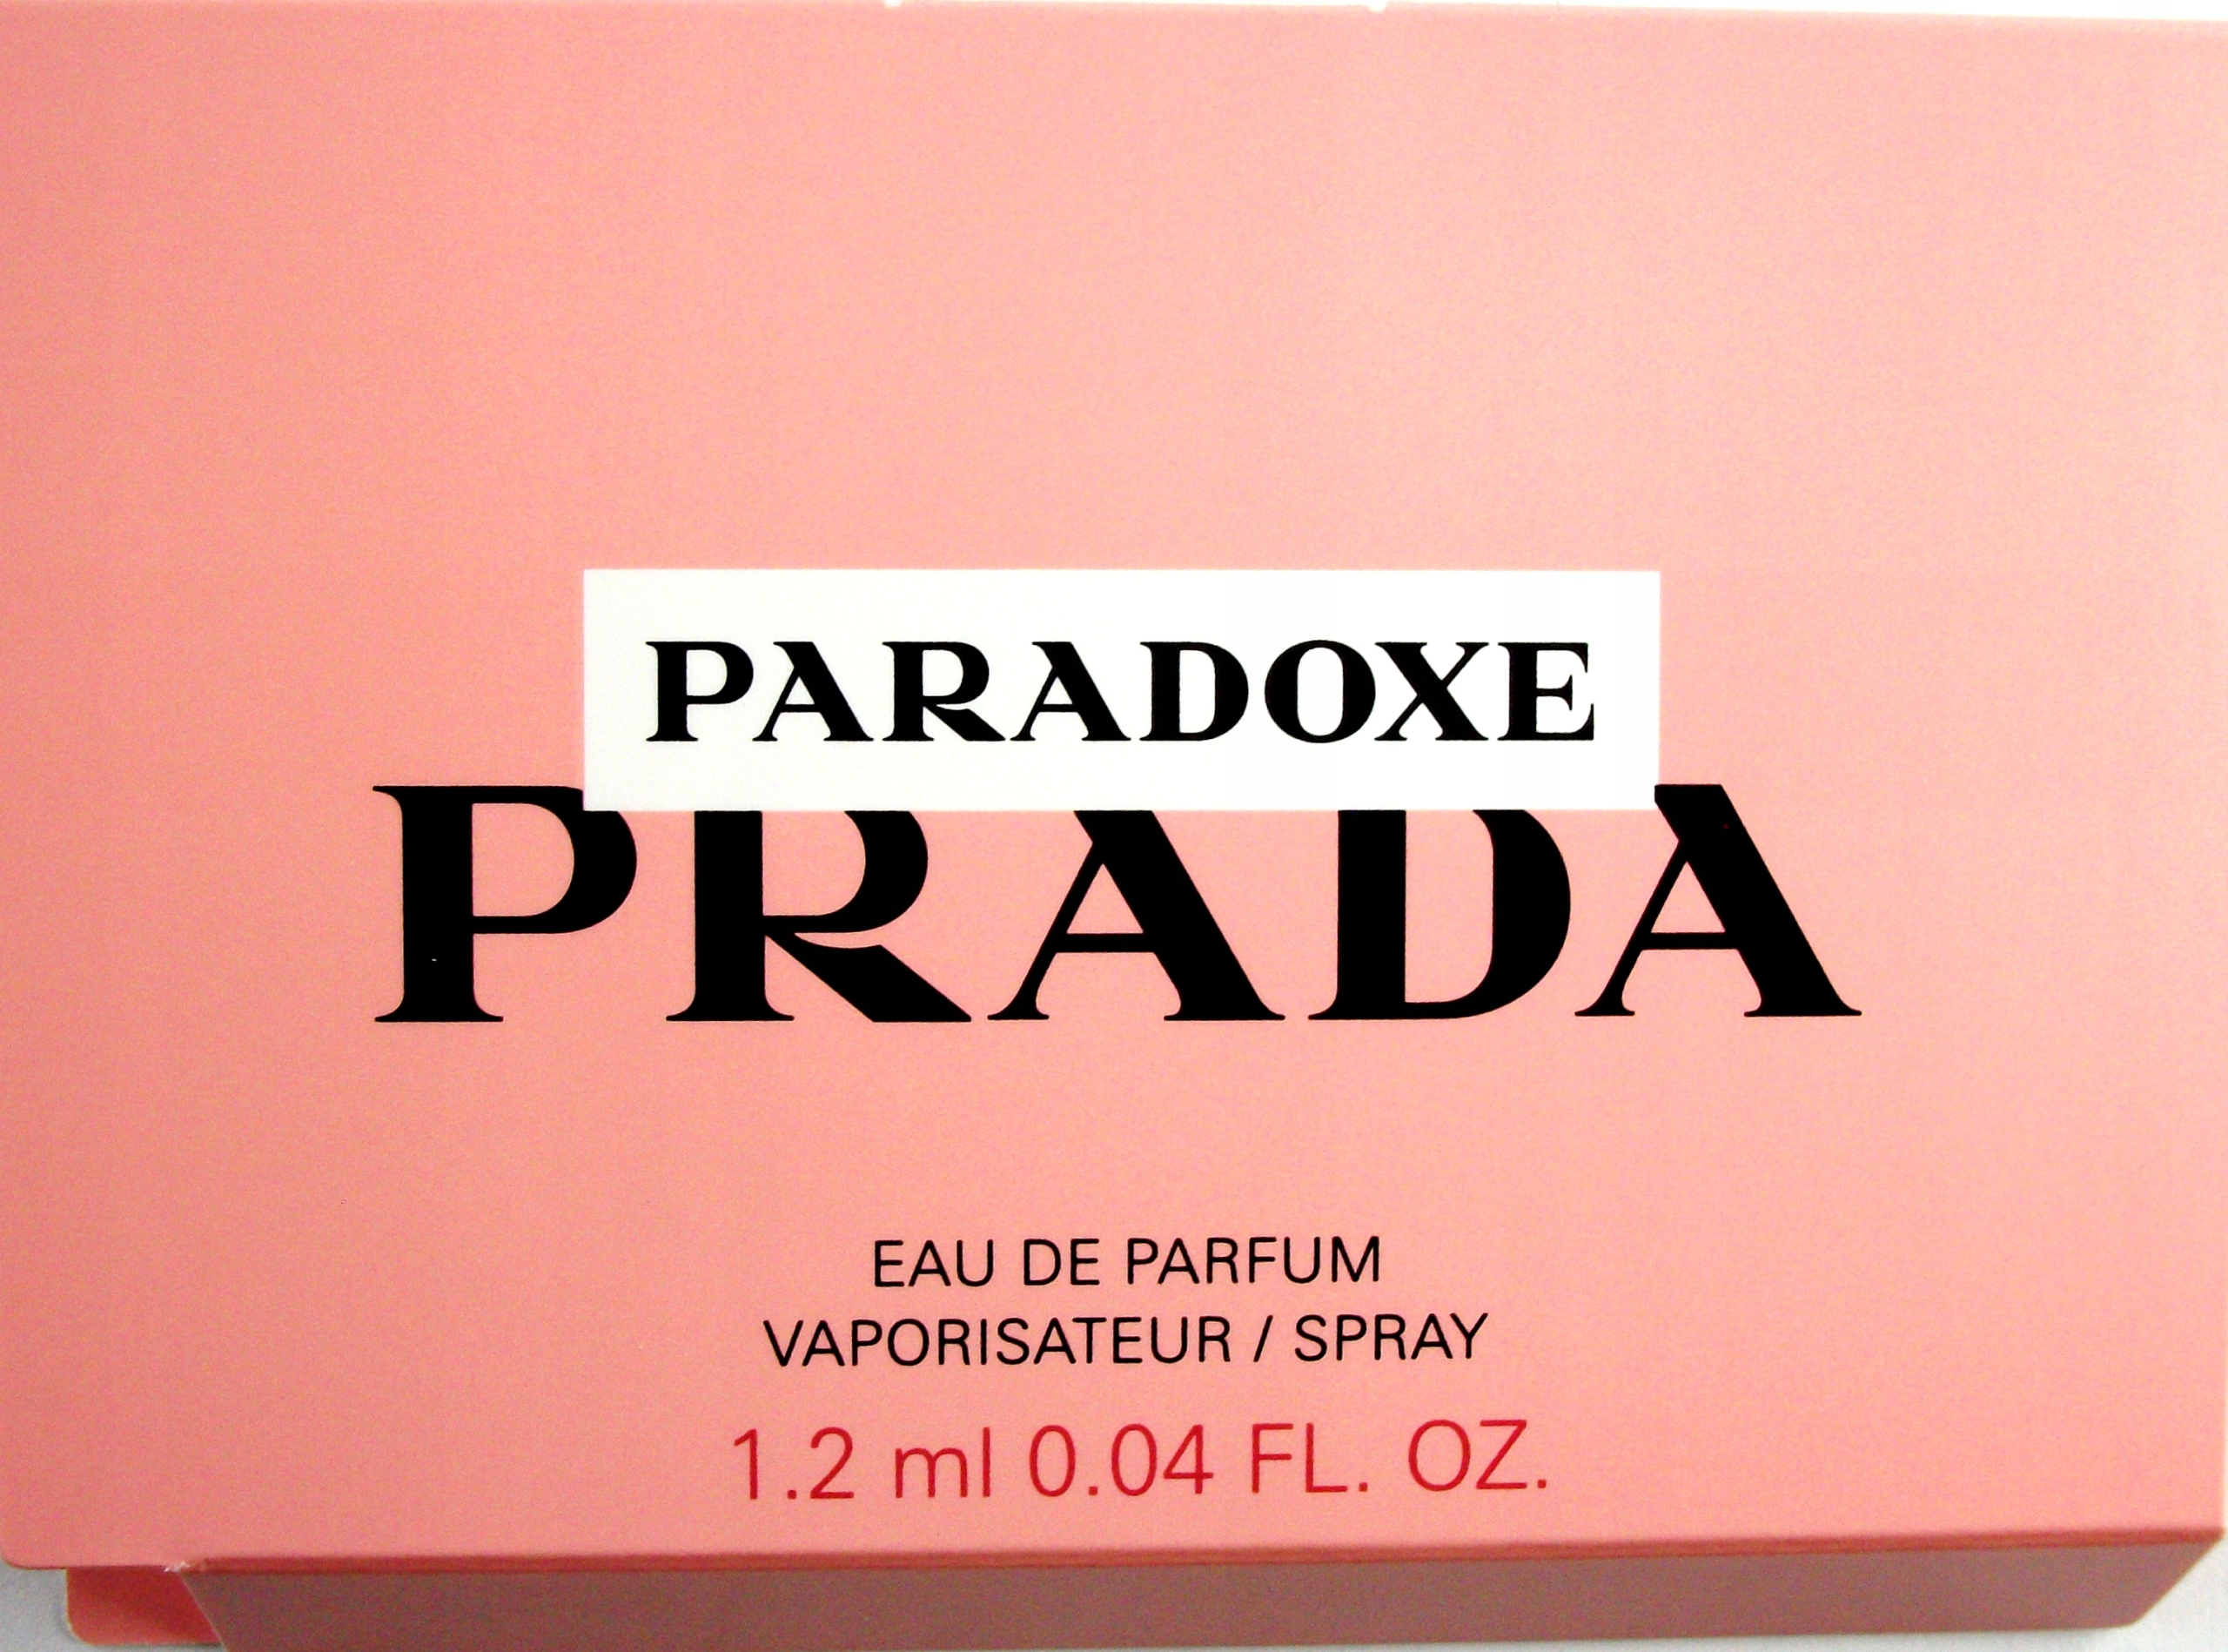 PARADOXE
PRADA
EAU DE PARFUM
VAPORISATEUR / SPRAY
1.2 ml 0.04 FL. OZ.